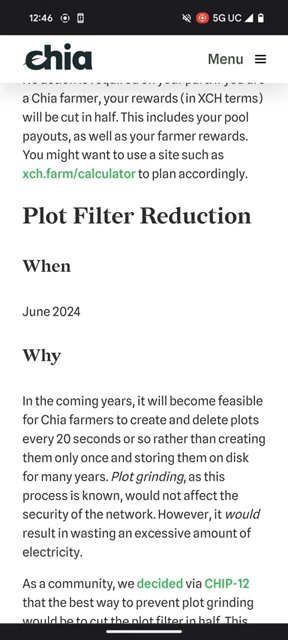 12:46
5G UC
chia
Menu
a Chia farmer, your rewards (in XCH terms)
will be cut in half. This includes your pool
payouts, as well as your farmer rewards.
You might want to use a site such as
xch.farm/calculator to plan accordingly.
Plot Filter Reduction
When
June 2024
Why
In the coming years, it will become feasible
for Chia farmers to create and delete plots
every 20 seconds or so rather than creating
them only once and storing them on disk
for many years. Plot grinding, as this
process is known, would not affect the
security of the network. However, it would
result in wasting an excessive amount of
electricity.
As a community, we decided via CHIP-12
that the best way to prevent plot grinding
would be to cut the plot filter in half. This